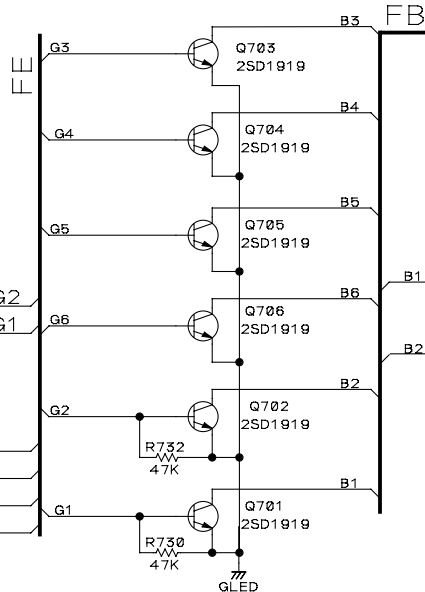 FB
FE
B3
G3
Q703
2SD1919
B4
G4
Q704
2SD1919
B5
G5
Q705
2SD1919
B1
G2
B6
G6
Q706
2SD1919
G1
B2
B2
G2
Q702
2SD1919
R732
47K
B1
G1
Q701
2SD1919
R730
47K
GLED